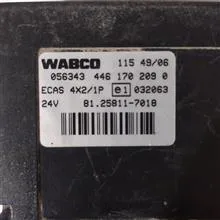 WABCO 115 49/06
056343 446 170 209 0
ECAS 4X2/1P e1 032063
24V 81.25811-7018